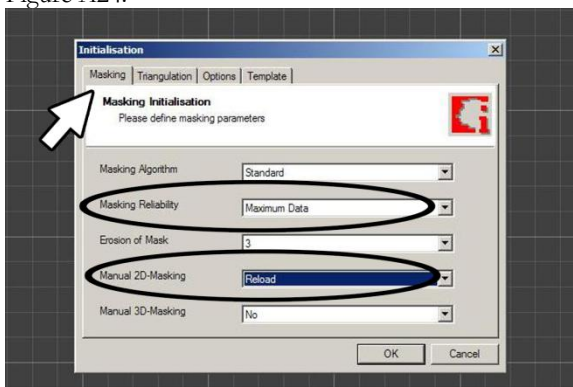 Figure A24.
Initialisation
Masking Triangulation Options Template
Masking Initialisation
Please define masking parameters
Masking Algorithm Standard
Masking Reliability Maximum Data
Erosion of Mask 3
Manual 2D-Masking Reload
Manual 3D-Masking No
OK Cancel